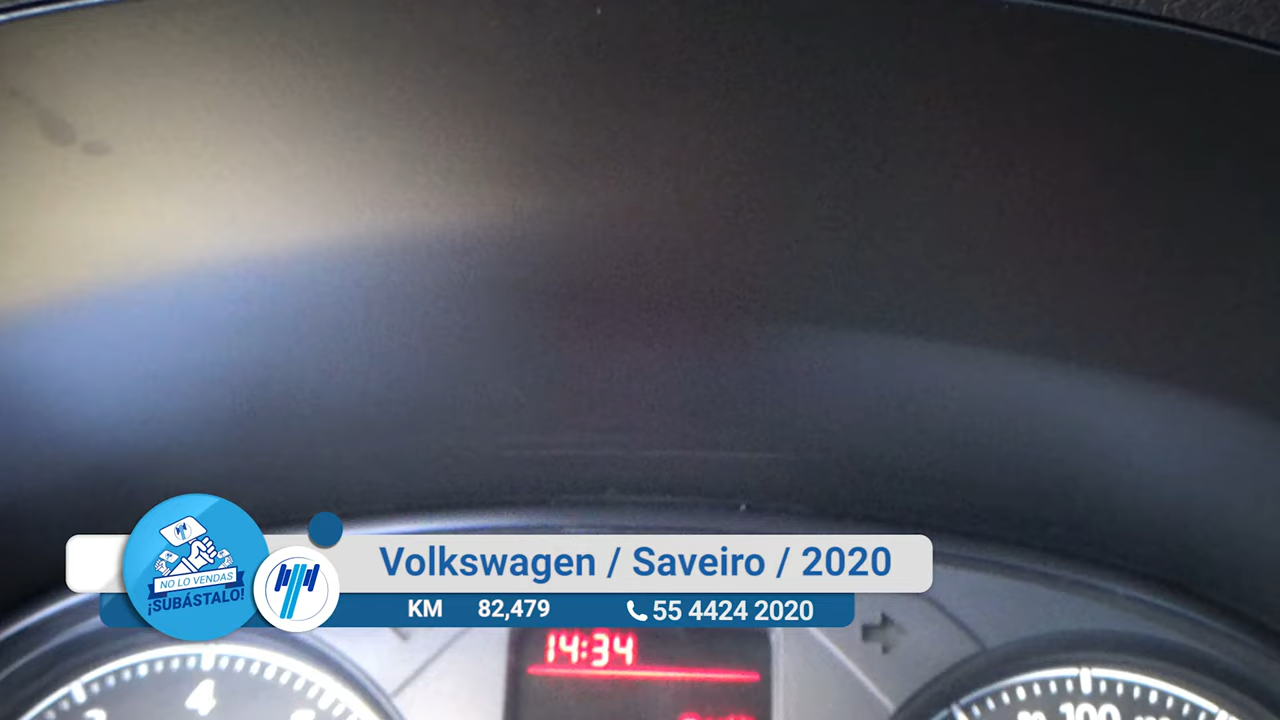 Volkswagen / Saveiro / 2020
NO LO VENDAS
¡SUBÁSTALO!
KM 82,479 55 4424 2020
14:34
4
100